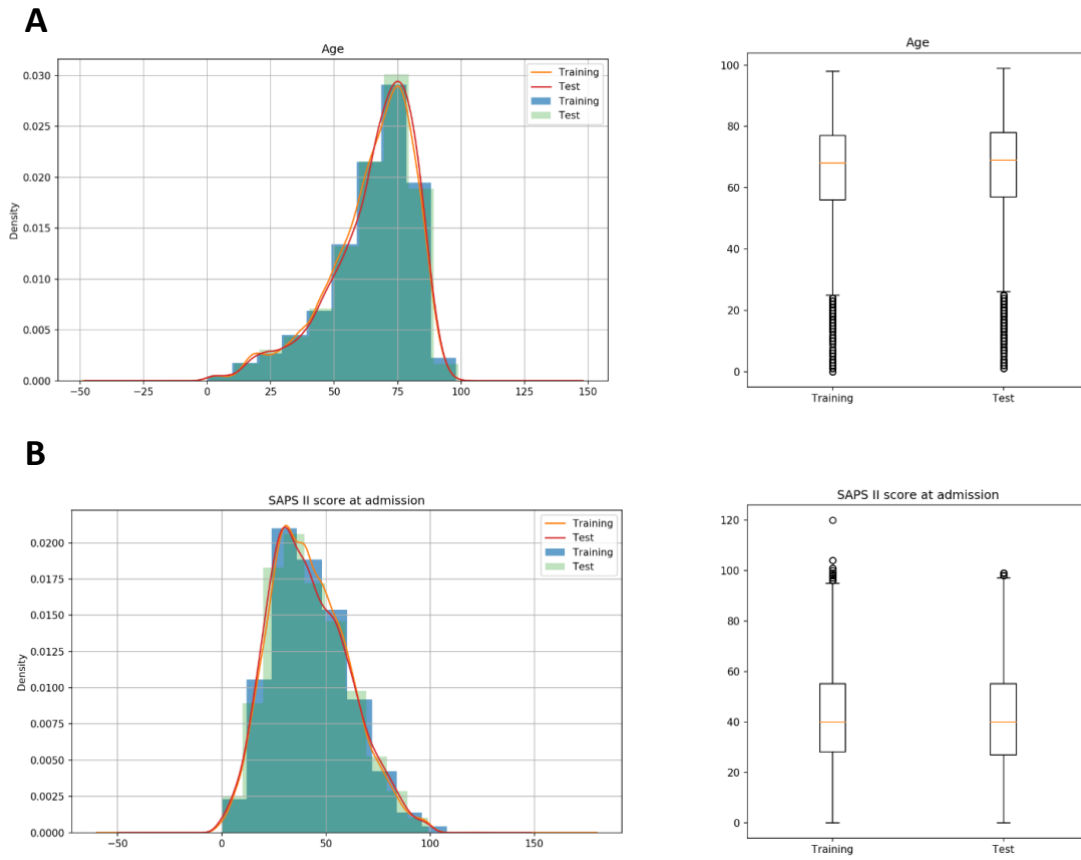 A
Age
0.030
0.025
0.020
0.015
0.010
0.005
0.000
Density
−50
−25
0
25
50
75
100
125
150
Training
Test
Training
Test
Age
100
80
60
40
20
0
Training
Test
B
SAPS II score at admission
0.0200
0.0175
0.0150
0.0125
0.0100
0.0075
0.0050
0.0025
0.0000
Density
−50
0
50
100
150
Training
Test
Training
Test
SAPS II score at admission
120
100
80
60
40
20
0
Training
Test